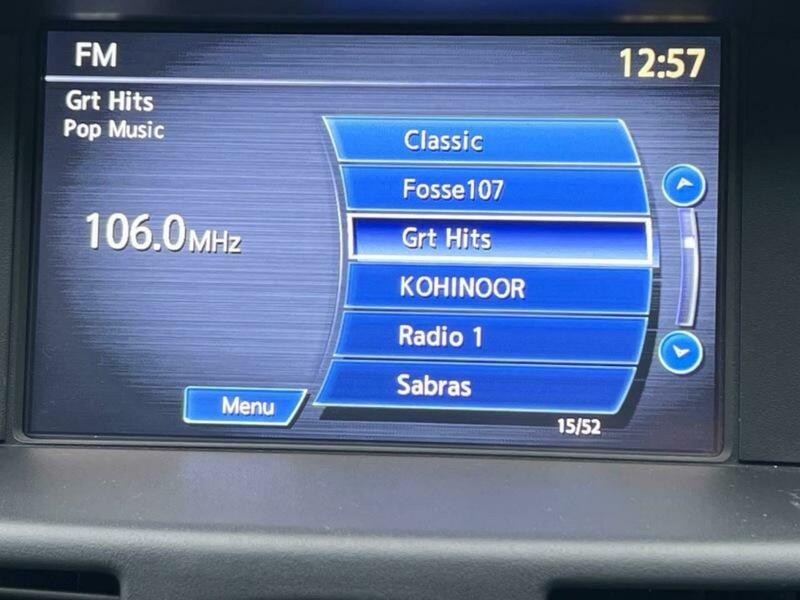 FM
12:57
Grt Hits
Pop Music
106.0MHz
Classic
Fosse107
Grt Hits
KOHINOOR
Radio 1
Sabras
Menu
15/52